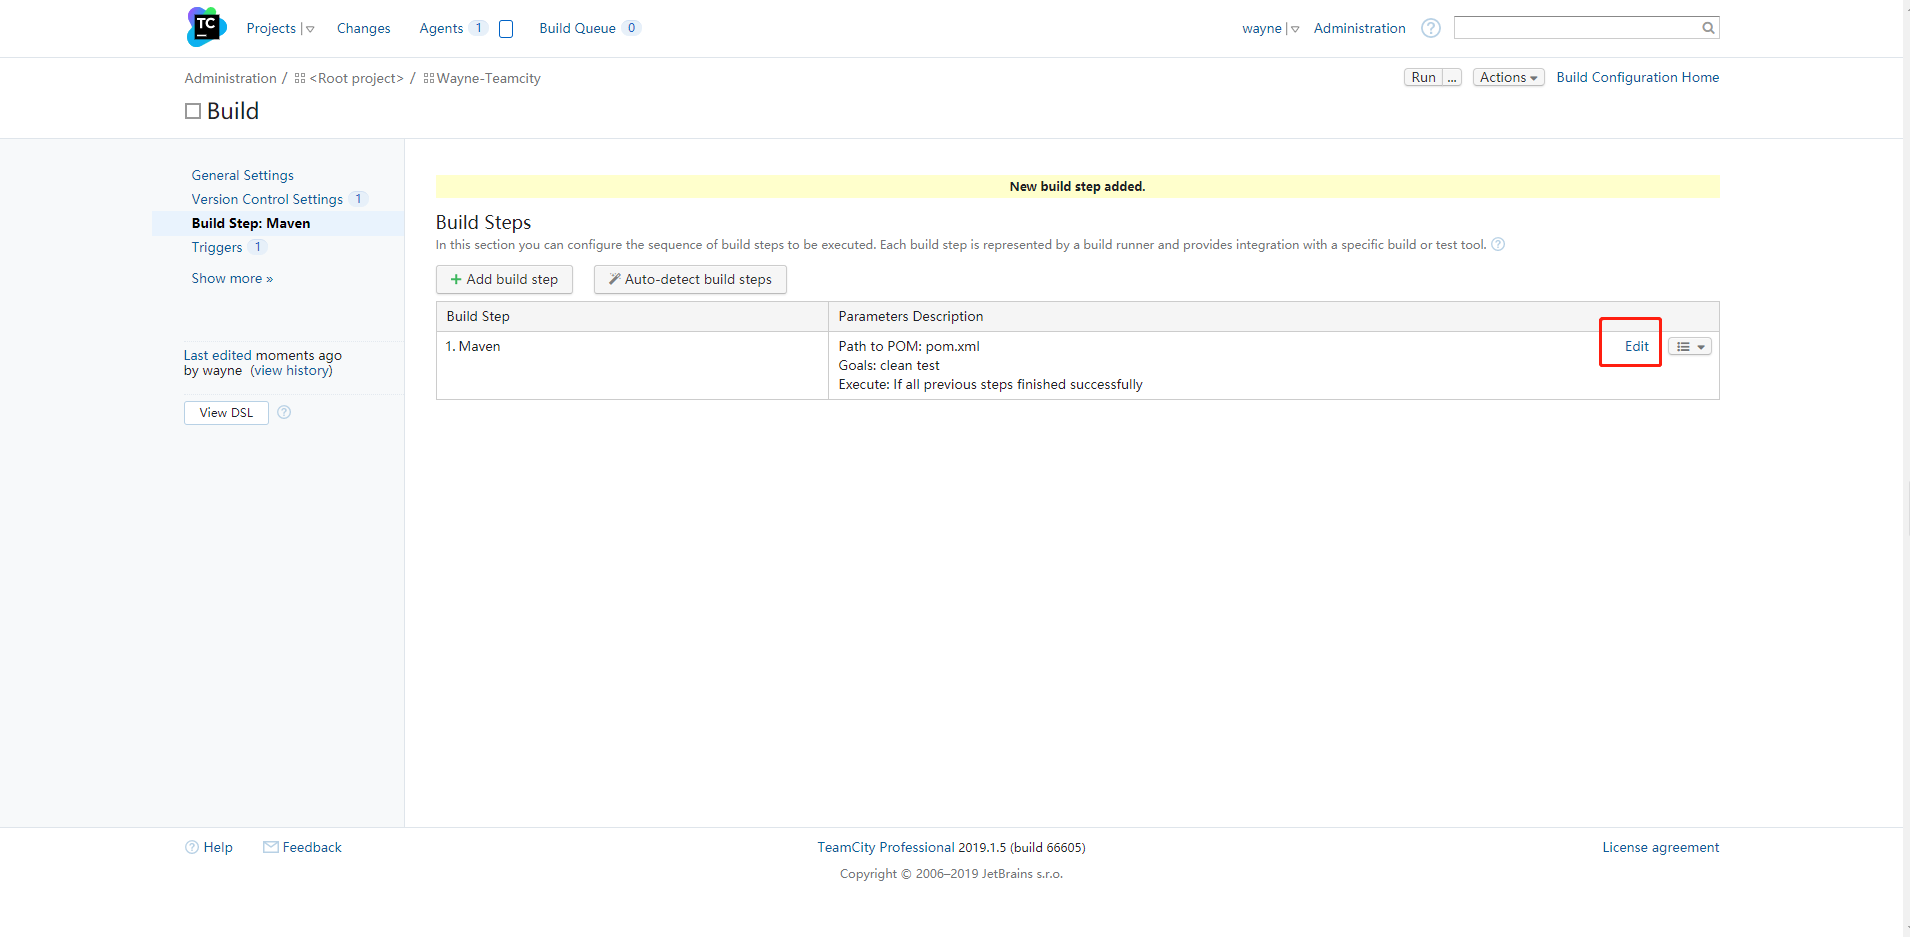 TC Projects Changes Agents 1 Build Queue 0 wayne Administration ?
Administration / <Root project> / Wayne-Teamcity Run ... Actions Build Configuration Home
Build
General Settings
Version Control Settings 1
Build Step: Maven
Triggers 1
Show more »
Last edited moments ago
by wayne (view history)
View DSL ?
New build step added.
Build Steps
In this section you can configure the sequence of build steps to be executed. Each build step is represented by a build runner and provides integration with a specific build or test tool. ?
+ Add build step Auto-detect build steps
Build Step Parameters Description
1. Maven Path to POM: pom.xml Edit
Goals: clean test
Execute: If all previous steps finished successfully
? Help Feedback TeamCity Professional 2019.1.5 (build 66605) License agreement
Copyright © 2006–2019 JetBrains s.r.o.